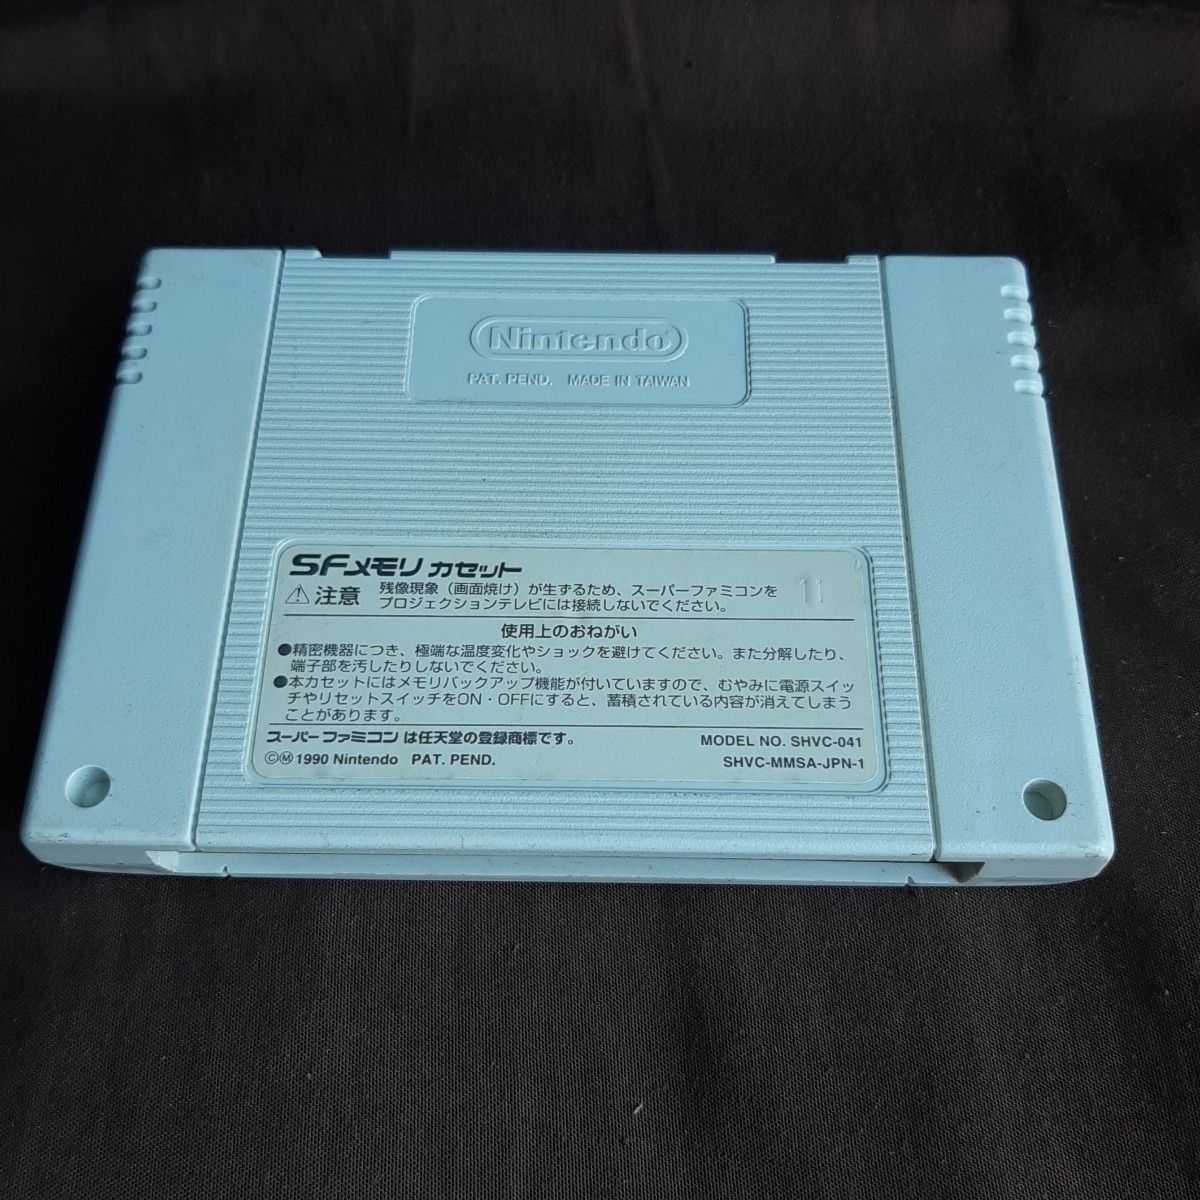 Nintendo®
PAT. PEND. MADE IN TAIWAN
SFメモリ カセット
注意 残像現象（画面焼け）が生ずるため、スーパーファミコンを
プロジェクションテレビには接続しないでください。
11
使用上のおねがい
●精密機器につき、極端な温度変化やショックを避けてください。また分解したり、
端子部を汚したりしないでください。
●本カセットにはメモリバックアップ機能が付いていますので、むやみに電源スイッ
チやリセットスイッチをON・OFFにすると、蓄積されている内容が消えてしまう
ことがあります。
スーパーファミコンは任天堂の登録商標です。
MODEL NO. SHVC-041
©Ⓜ1990 Nintendo PAT. PEND.
SHVC-MMSA-JPN-1